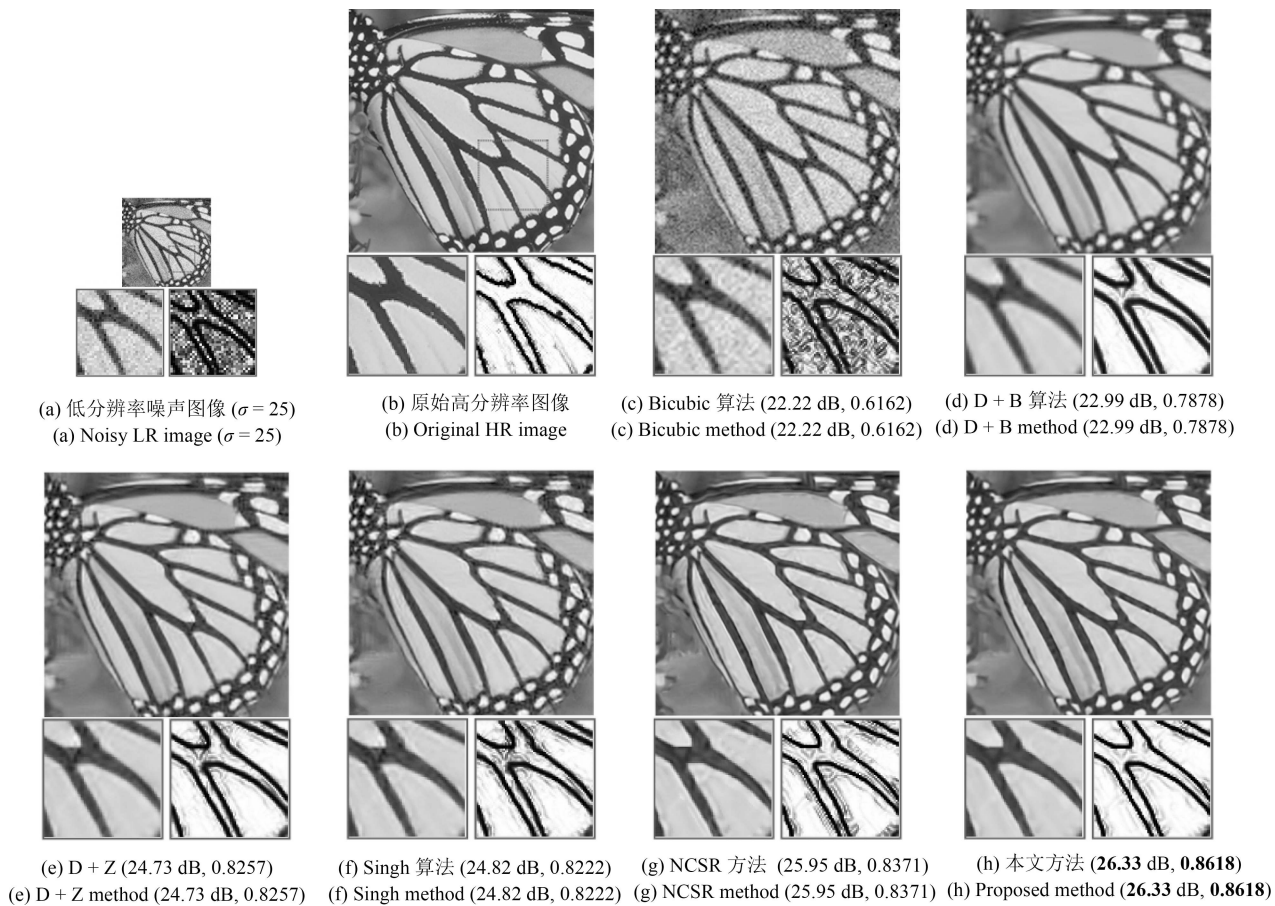 (a) 低分辨率噪声图像 (σ = 25)
(a) Noisy LR image (σ = 25)
(b) 原始高分辨率图像
(b) Original HR image
(c) Bicubic 算法 (22.22 dB, 0.6162)
(c) Bicubic method (22.22 dB, 0.6162)
(d) D + B 算法 (22.99 dB, 0.7878)
(d) D + B method (22.99 dB, 0.7878)
(e) D + Z (24.73 dB, 0.8257)
(e) D + Z method (24.73 dB, 0.8257)
(f) Singh 算法 (24.82 dB, 0.8222)
(f) Singh method (24.82 dB, 0.8222)
(g) NCSR 方法 (25.95 dB, 0.8371)
(g) NCSR method (25.95 dB, 0.8371)
(h) 本文方法 (26.33 dB, 0.8618)
(h) Proposed method (26.33 dB, 0.8618)